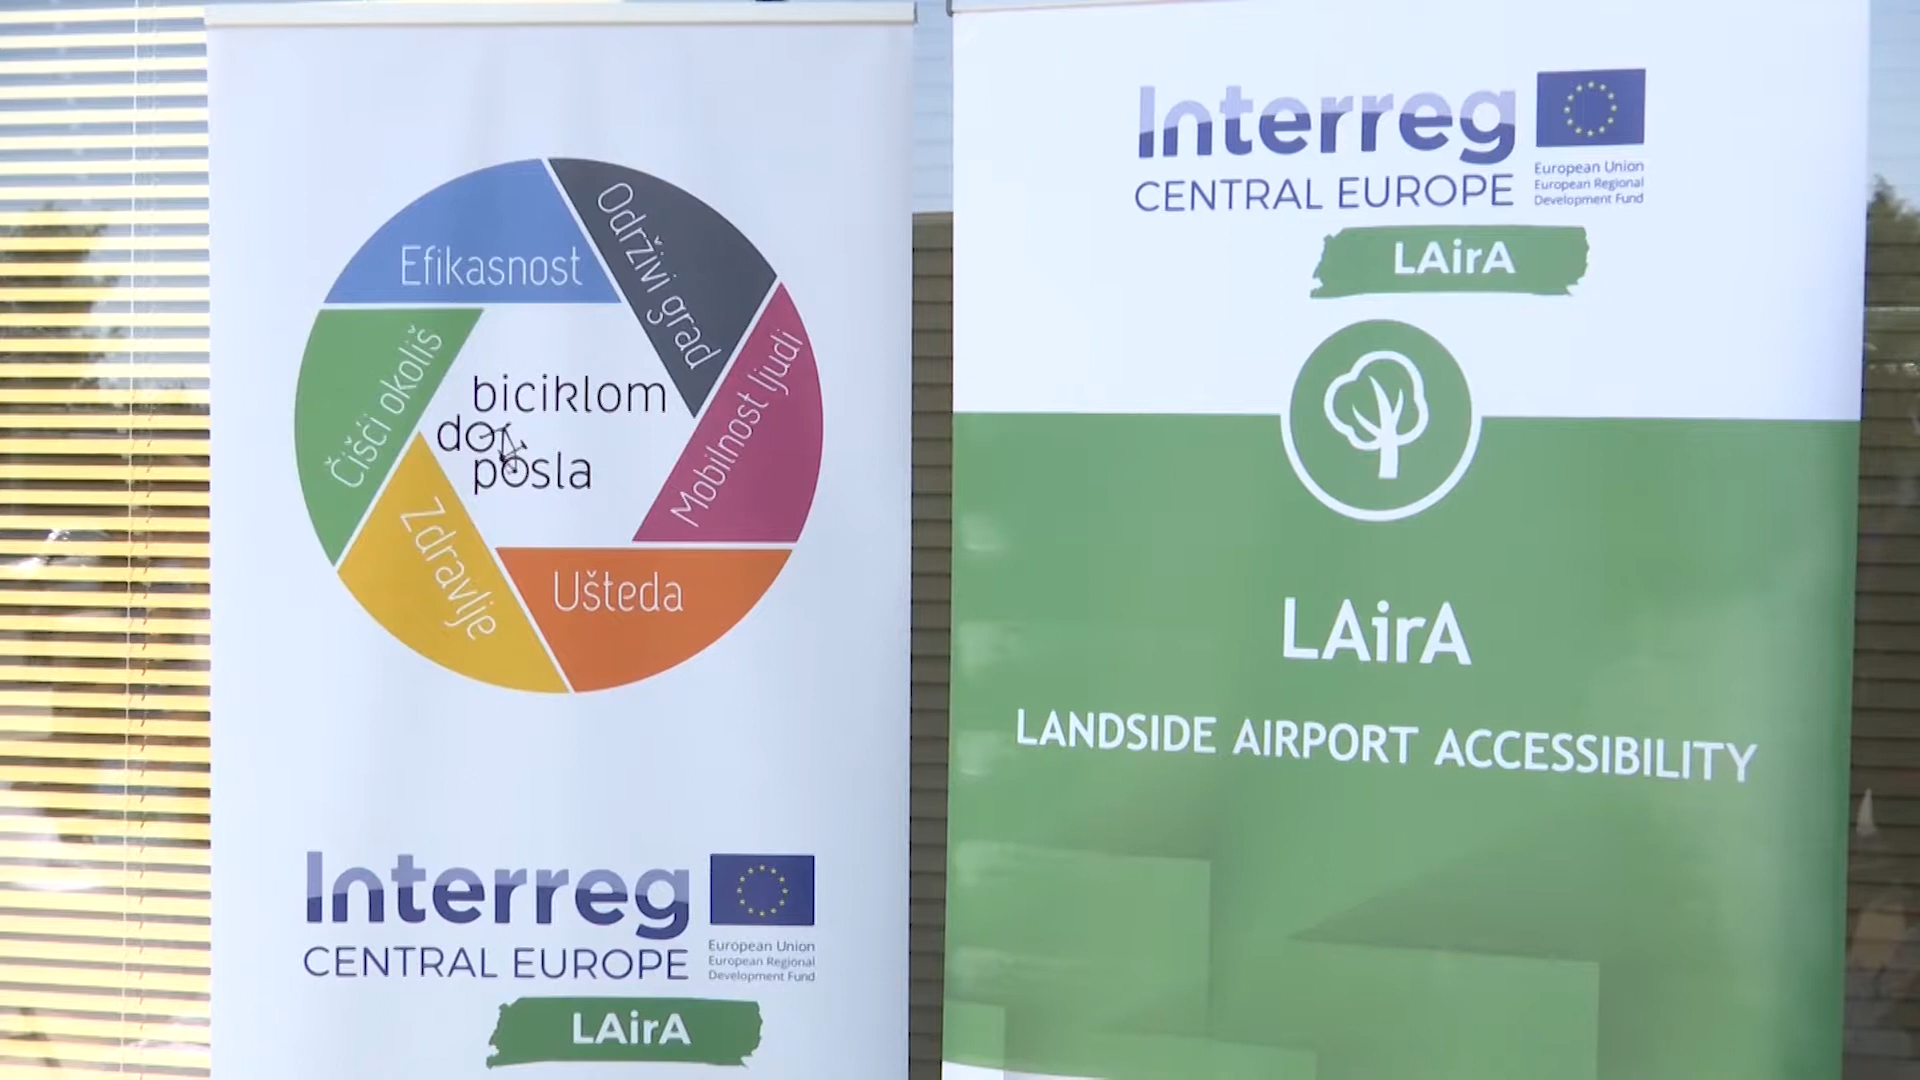 Efikasnost
Održivi grad
Mobilnost ljudi
Ušteda
Zdravlje
Čišći okoliš
biciklom
do
posla
Interreg
CENTRAL EUROPE
European Union
European Regional
Development Fund
LAirA
Interreg
CENTRAL EUROPE
European Union
European Regional
Development Fund
LAirA
LAirA
LANDSIDE AIRPORT ACCESSIBILITY